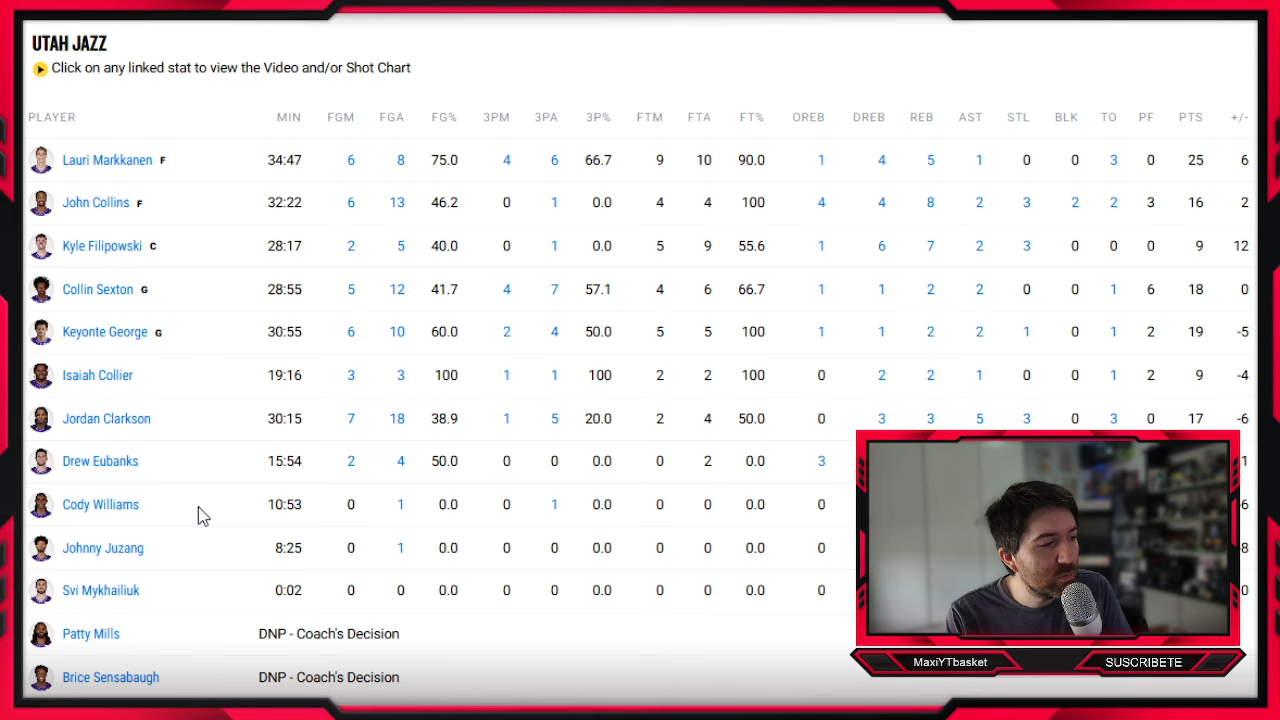 UTAH JAZZ
Click on any linked stat to view the Video and/or Shot Chart
PLAYER MIN FGM FGA FG% 3PM 3PA 3P% FTM FTA FT% OREB DREB REB AST STL BLK TO PF PTS +/-
Lauri Markkanen F 34:47 6 8 75.0 4 6 66.7 9 10 90.0 1 4 5 1 0 0 3 0 25 6
John Collins F 32:22 6 13 46.2 0 1 0.0 4 4 100 4 4 8 2 3 2 2 3 16 2
Kyle Filipowski C 28:17 2 5 40.0 0 1 0.0 5 9 55.6 1 6 7 2 3 0 0 0 9 12
Collin Sexton G 28:55 5 12 41.7 4 7 57.1 4 6 66.7 1 1 2 2 0 0 1 6 18 0
Keyonte George G 30:55 6 10 60.0 2 4 50.0 5 5 100 1 1 2 2 1 0 1 2 19 -5
Isaiah Collier 19:16 3 3 100 1 1 100 2 2 100 0 2 2 1 0 0 1 2 9 -4
Jordan Clarkson 30:15 7 18 38.9 1 5 20.0 2 4 50.0 0 3 3 5 3 0 3 0 17 -6
Drew Eubanks 15:54 2 4 50.0 0 0 0.0 0 2 0.0 3 1
Cody Williams 10:53 0 1 0.0 0 1 0.0 0 0 0.0 0 6
Johnny Juzang 8:25 0 1 0.0 0 0 0.0 0 0 0.0 0 8
Svi Mykhailiuk 0:02 0 0 0.0 0 0 0.0 0 0 0.0 0 0
Patty Mills DNP - Coach's Decision
Brice Sensabaugh DNP - Coach's Decision
MaxiYTbasket
SUSCRIBETE